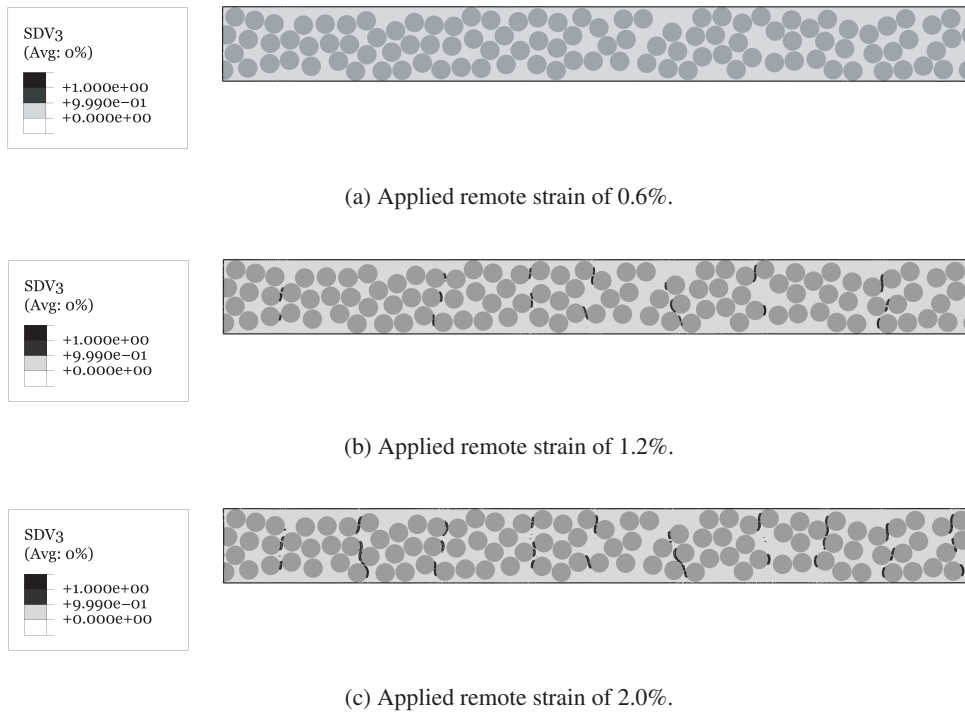 SDV3
(Avg: 0%)
+1.000e+00
+9.990e−01
+0.000e+00
(a) Applied remote strain of 0.6%.
SDV3
(Avg: 0%)
+1.000e+00
+9.990e−01
+0.000e+00
(b) Applied remote strain of 1.2%.
SDV3
(Avg: 0%)
+1.000e+00
+9.990e−01
+0.000e+00
(c) Applied remote strain of 2.0%.